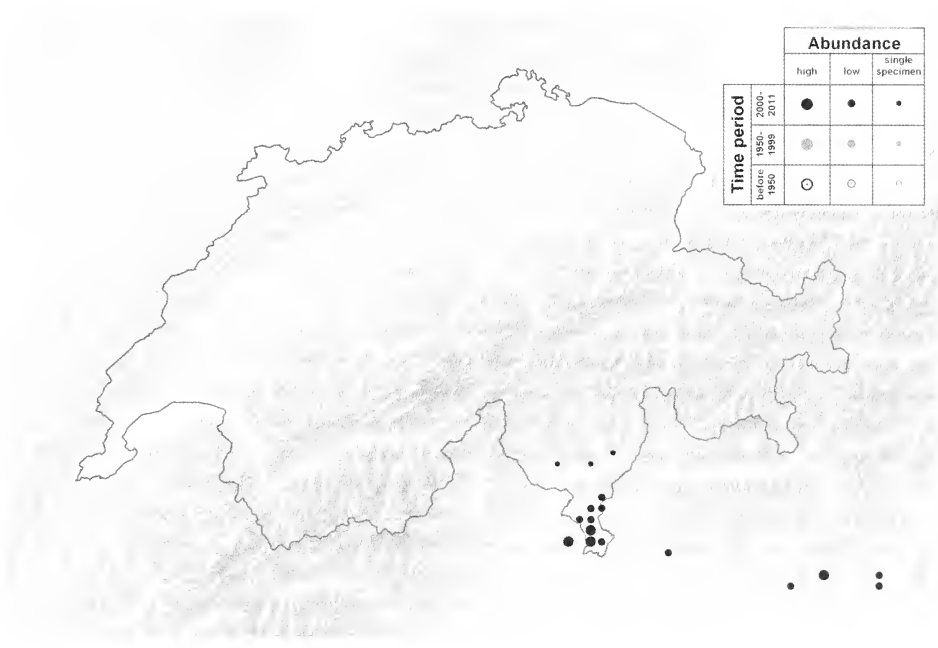 Abundance
high low single
specimen
Time period
2000-
2011
1950-
1999
before
1950